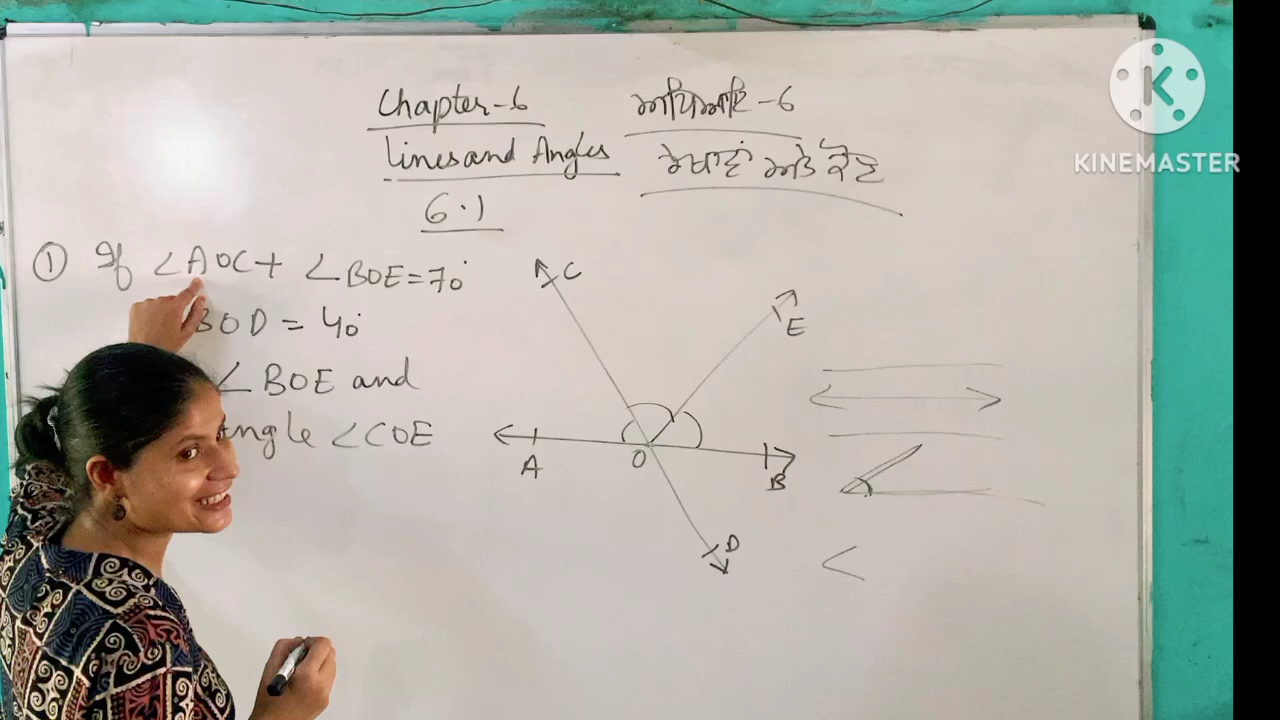 Chapter-6
Lines and Angles
6.1
ਅਧਿਆਇ-6
ਰੇਖਾਵਾਂ ਅਤੇ ਕੌਣ
① If ∠AOC + ∠BOE = 70°
BOD = 40°
∠BOE and
Angle ∠COE
C
E
A
O
B
D
<
K
KINEMASTER